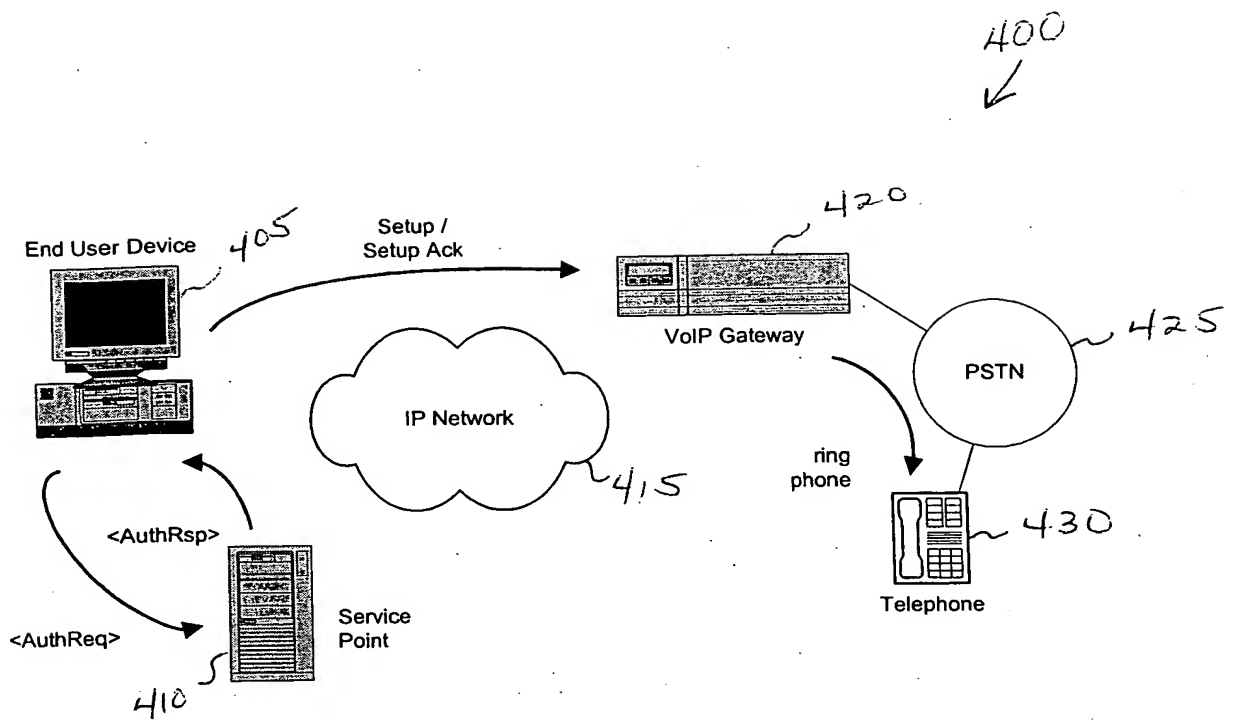 400
420
End User Device
405
Setup /
Setup Ack
VoIP Gateway
425
PSTN
IP Network
415
ring
phone
430
<AuthRsp>
Telephone
Service
Point
<AuthReq>
410